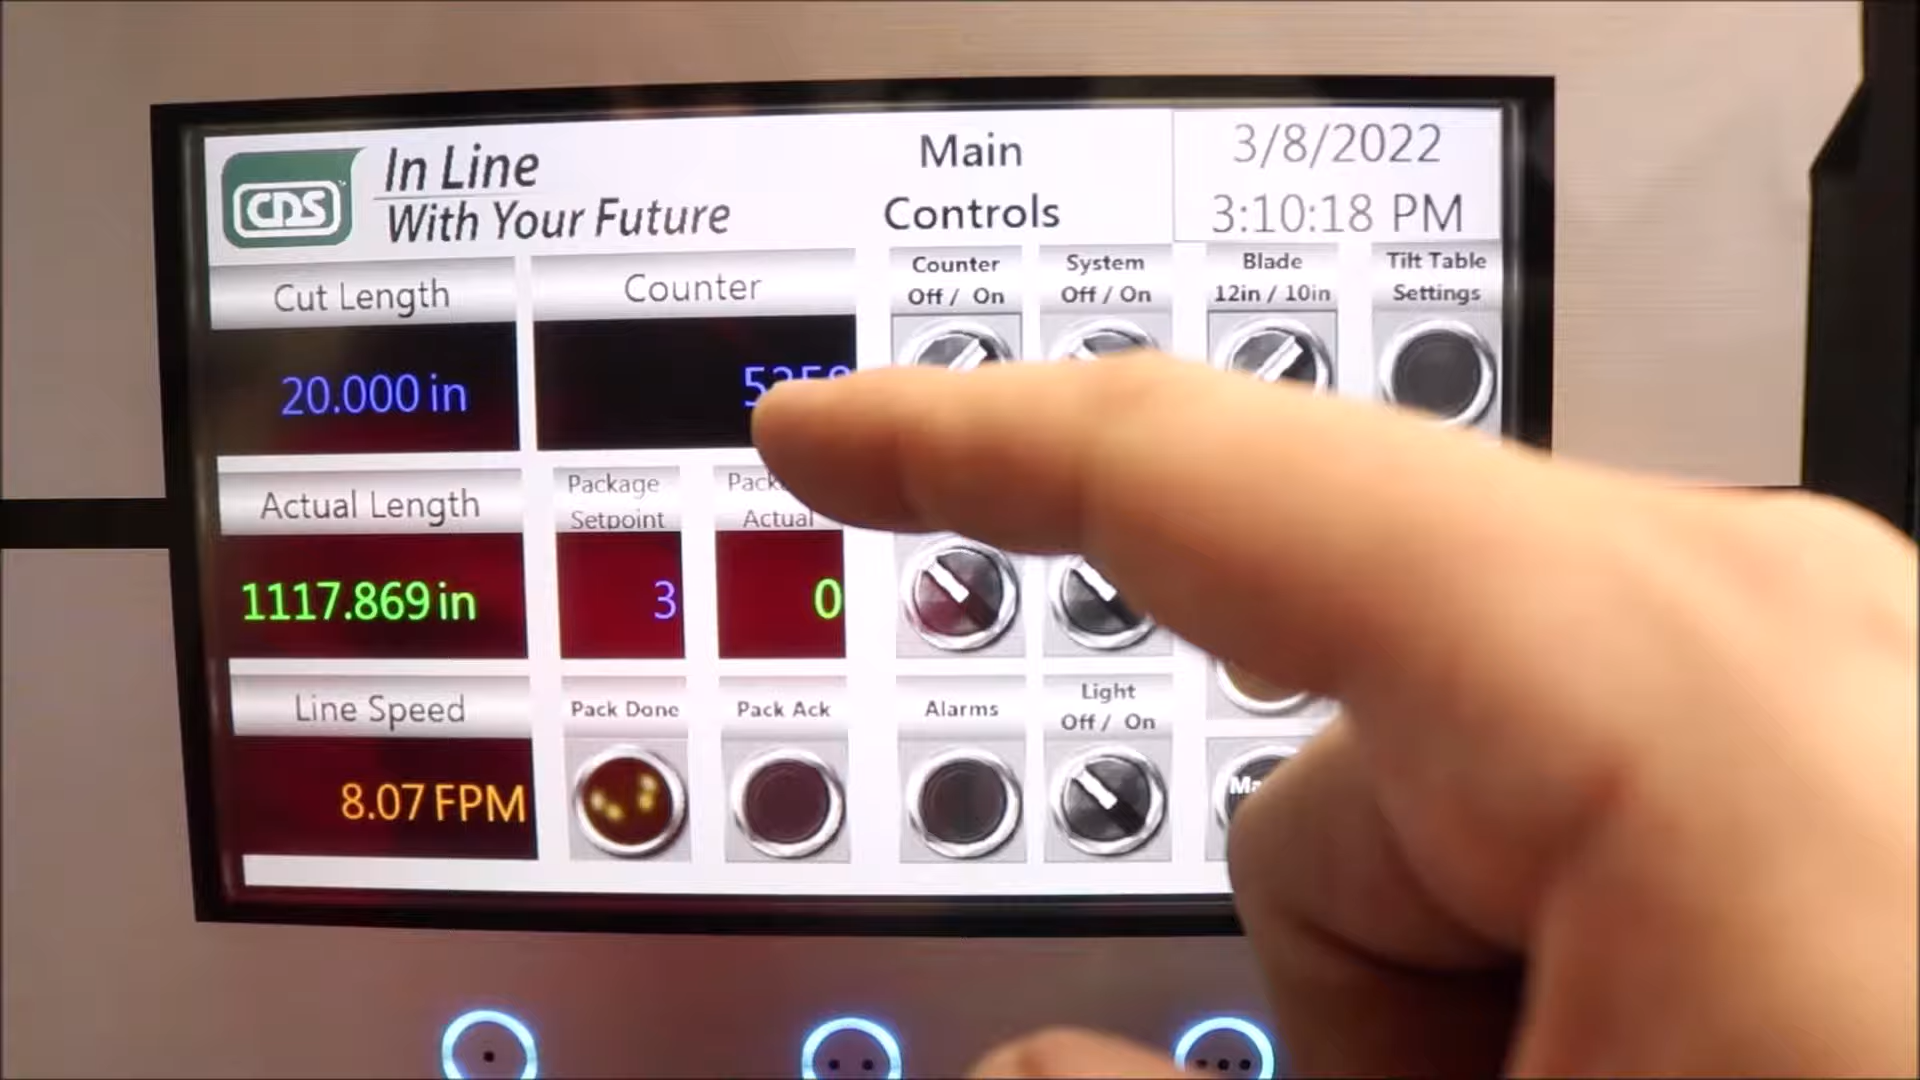 CDS
In Line
With Your Future
Main
Controls
3/8/2022
3:10:18 PM
Cut Length
Counter
Counter
Off / On
System
Off / On
Blade
12in / 10in
Tilt Table
Settings
20.000 in
Actual Length
Package
Setpoint
Actual
1117.869 in
3
0
Line Speed
Pack Done
Pack Ack
Alarms
Light
Off / On
8.07 FPM